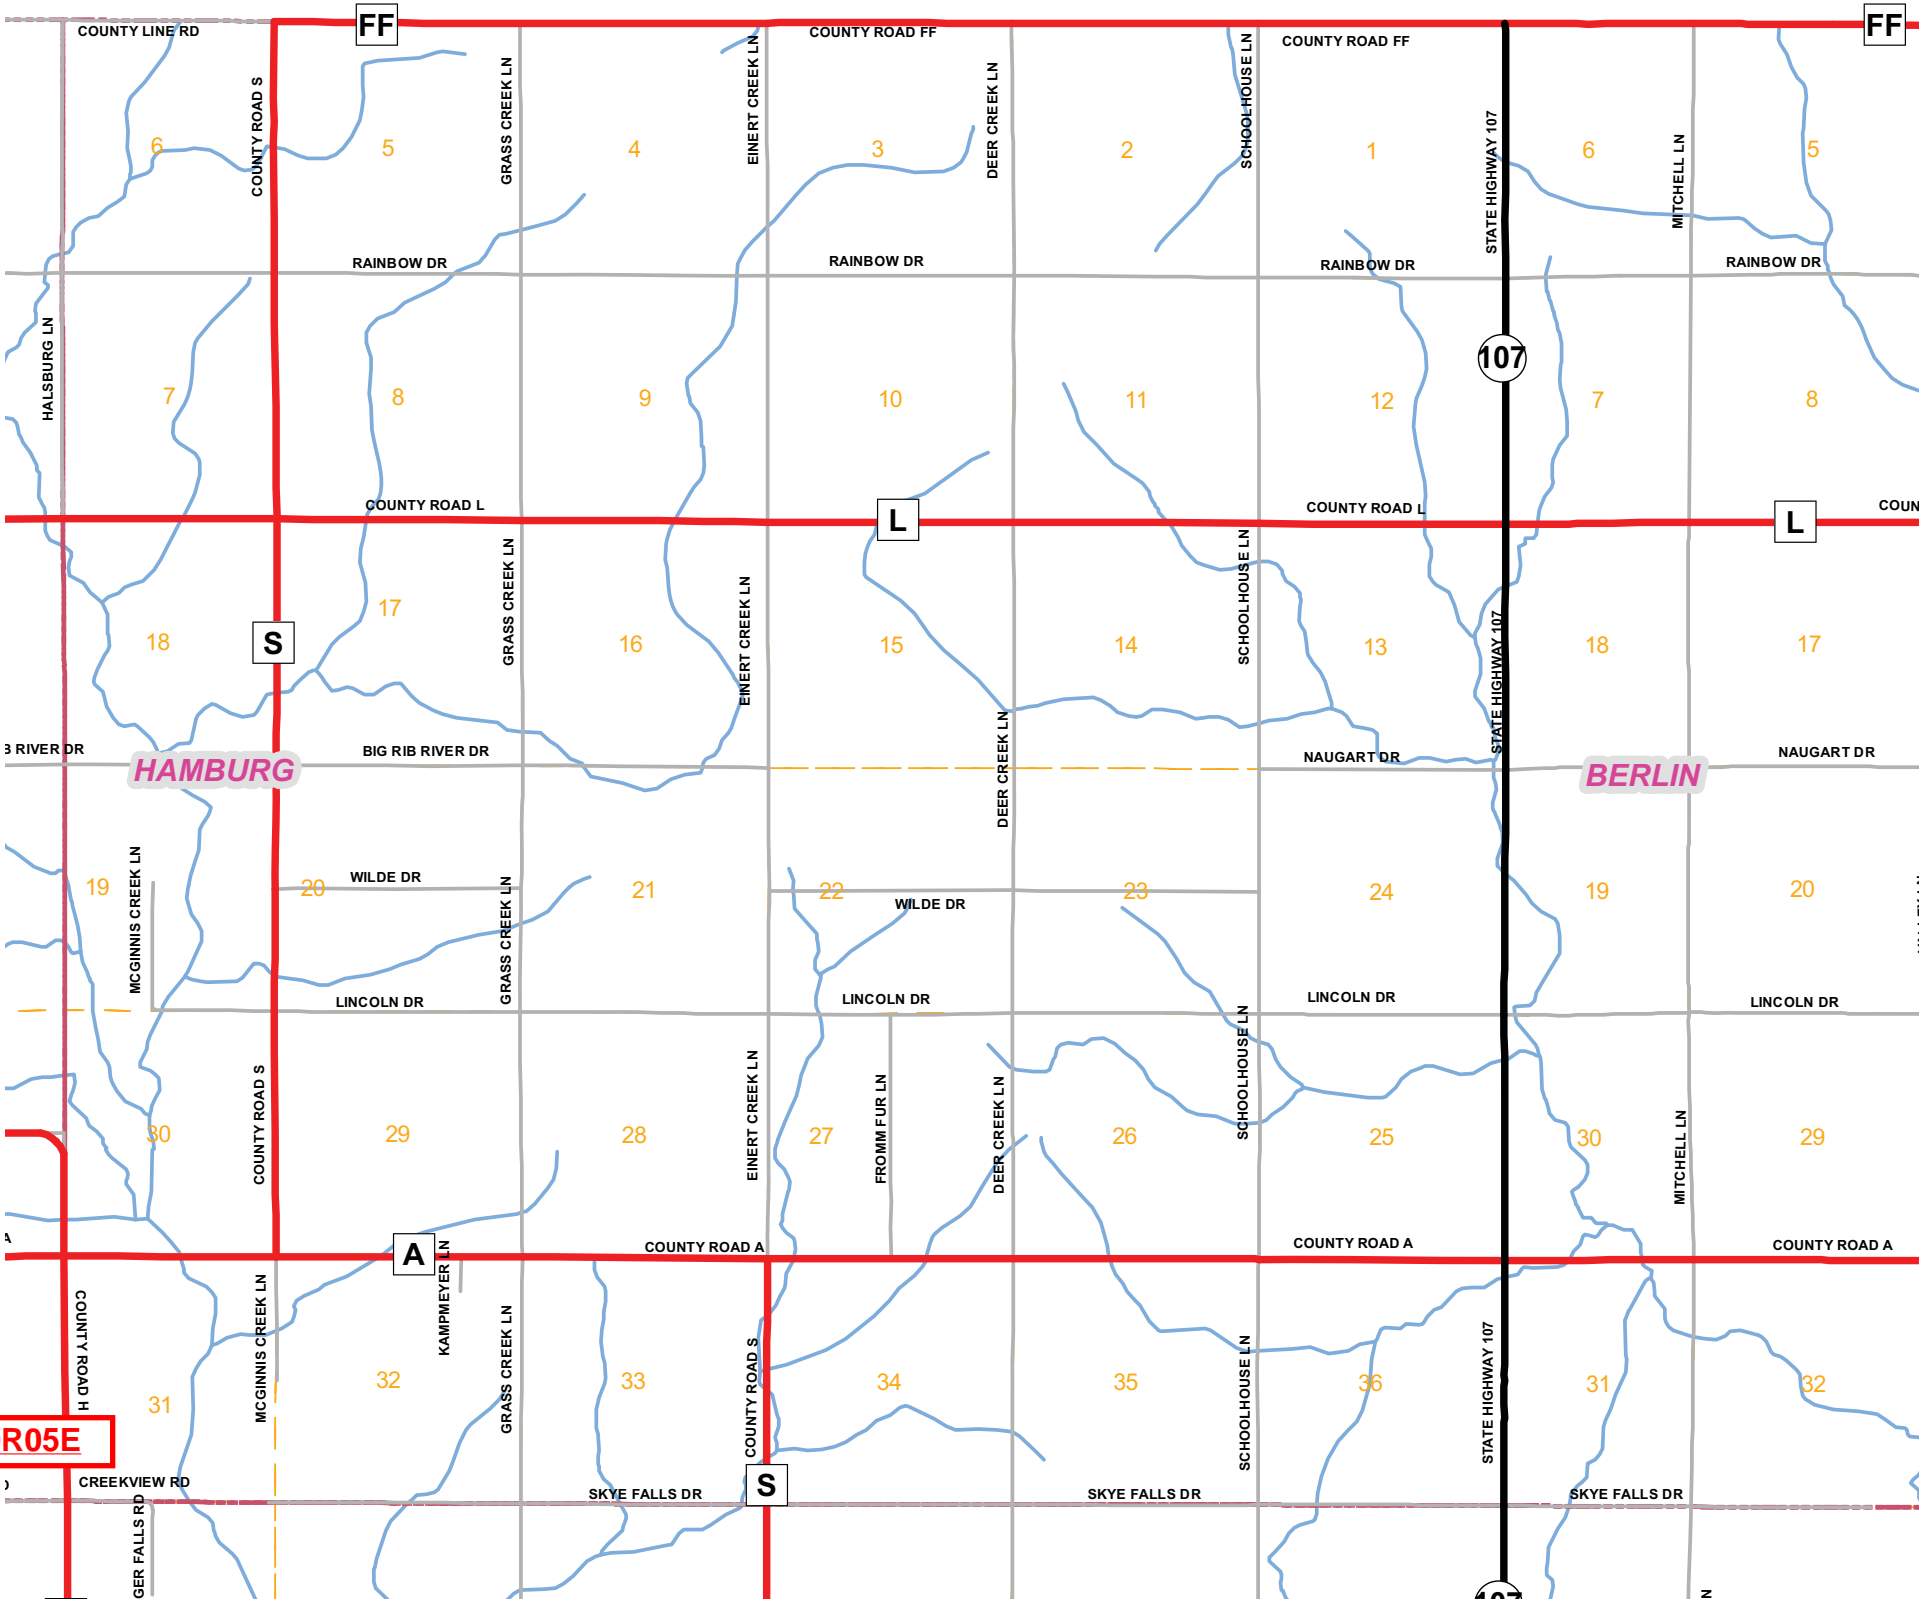 FF
FF
COUNTY LINE RD
COUNTY ROAD FF
COUNTY ROAD FF
COUNTY ROAD S
GRASS CREEK LN
EINERT CREEK LN
DEER CREEK LN
SCHOOLHOUSE LN
STATE HIGHWAY 107
MITCHELL LN
6
5
4
3
2
1
6
5
RAINBOW DR
RAINBOW DR
RAINBOW DR
RAINBOW DR
HALSBURG LN
107
7
8
9
10
11
12
7
8
COUNTY ROAD L
L
COUNTY ROAD L
L
COUN
GRASS CREEK LN
EINERT CREEK LN
SCHOOLHOUSE LN
STATE HIGHWAY 107
18
S
17
16
15
14
13
18
17
B RIVER DR
HAMBURG
BIG RIB RIVER DR
DEER CREEK LN
NAUGART DR
BERLIN
NAUGART DR
MCGINNIS CREEK LN
19
20
WILDE DR
GRASS CREEK LN
21
22
WILDE DR
23
24
19
20
LINCOLN DR
LINCOLN DR
LINCOLN DR
LINCOLN DR
COUNTY ROAD S
EINERT CREEK LN
FROMM FUR LN
DEER CREEK LN
SCHOOLHOUSE LN
MITCHELL LN
30
29
28
27
26
25
30
29
A
A
COUNTY ROAD A
COUNTY ROAD A
COUNTY ROAD A
COUNTY ROAD H
MCGINNIS CREEK LN
KAMPMEYER LN
GRASS CREEK LN
COUNTY ROAD S
SCHOOLHOUSE LN
STATE HIGHWAY 107
31
32
33
34
35
36
31
32
R05E
CREEKVIEW RD
S
SKYE FALLS DR
SKYE FALLS DR
SKYE FALLS DR
GER FALLS RD
107
N